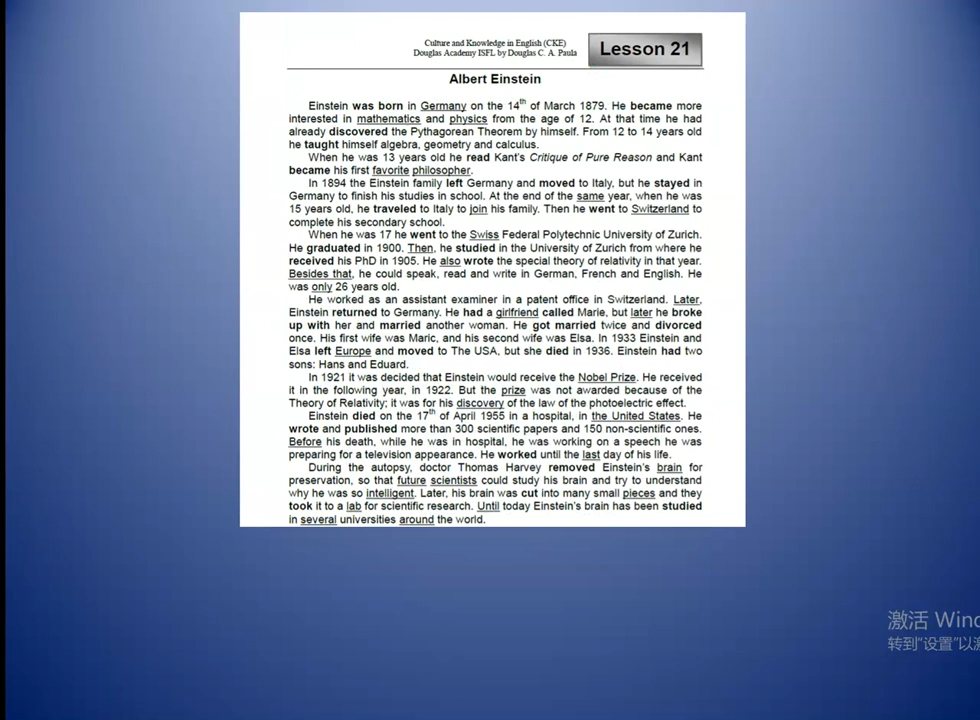 Culture and Knowledge in English (CKE)
Douglas Academy ISFL by Douglas C. A. Paula
Lesson 21
Albert Einstein
Einstein was born in Germany on the 14th of March 1879. He became more
interested in mathematics and physics from the age of 12. At that time he had
already discovered the Pythagorean Theorem by himself. From 12 to 14 years old
he taught himself algebra, geometry and calculus.
When he was 13 years old he read Kant's Critique of Pure Reason and Kant
became his first favorite philosopher.
In 1894 the Einstein family left Germany and moved to Italy, but he stayed in
Germany to finish his studies in school. At the end of the same year, when he was
15 years old, he traveled to Italy to join his family. Then he went to Switzerland to
complete his secondary school.
When he was 17 he went to the Swiss Federal Polytechnic University of Zurich.
He graduated in 1900. Then, he studied in the University of Zurich from where he
received his PhD in 1905. He also wrote the special theory of relativity in that year.
Besides that, he could speak, read and write in German, French and English. He
was only 26 years old.
He worked as an assistant examiner in a patent office in Switzerland. Later,
Einstein returned to Germany. He had a girlfriend called Marie, but later he broke
up with her and married another woman. He got married twice and divorced
once. His first wife was Maric, and his second wife was Elsa. In 1933 Einstein and
Elsa left Europe and moved to The USA, but she died in 1936. Einstein had two
sons: Hans and Eduard.
In 1921 it was decided that Einstein would receive the Nobel Prize. He received
it in the following year, in 1922. But the prize was not awarded because of the
Theory of Relativity; it was for his discovery of the law of the photoelectric effect.
Einstein died on the 17th of April 1955 in a hospital, in the United States. He
wrote and published more than 300 scientific papers and 150 non-scientific ones.
Before his death, while he was in hospital, he was working on a speech he was
preparing for a television appearance. He worked until the last day of his life.
During the autopsy, doctor Thomas Harvey removed Einstein's brain for
preservation, so that future scientists could study his brain and try to understand
why he was so intelligent. Later, his brain was cut into many small pieces and they
took it to a lab for scientific research. Until today Einstein's brain has been studied
in several universities around the world.
激活 Wind
转到"设置"以激